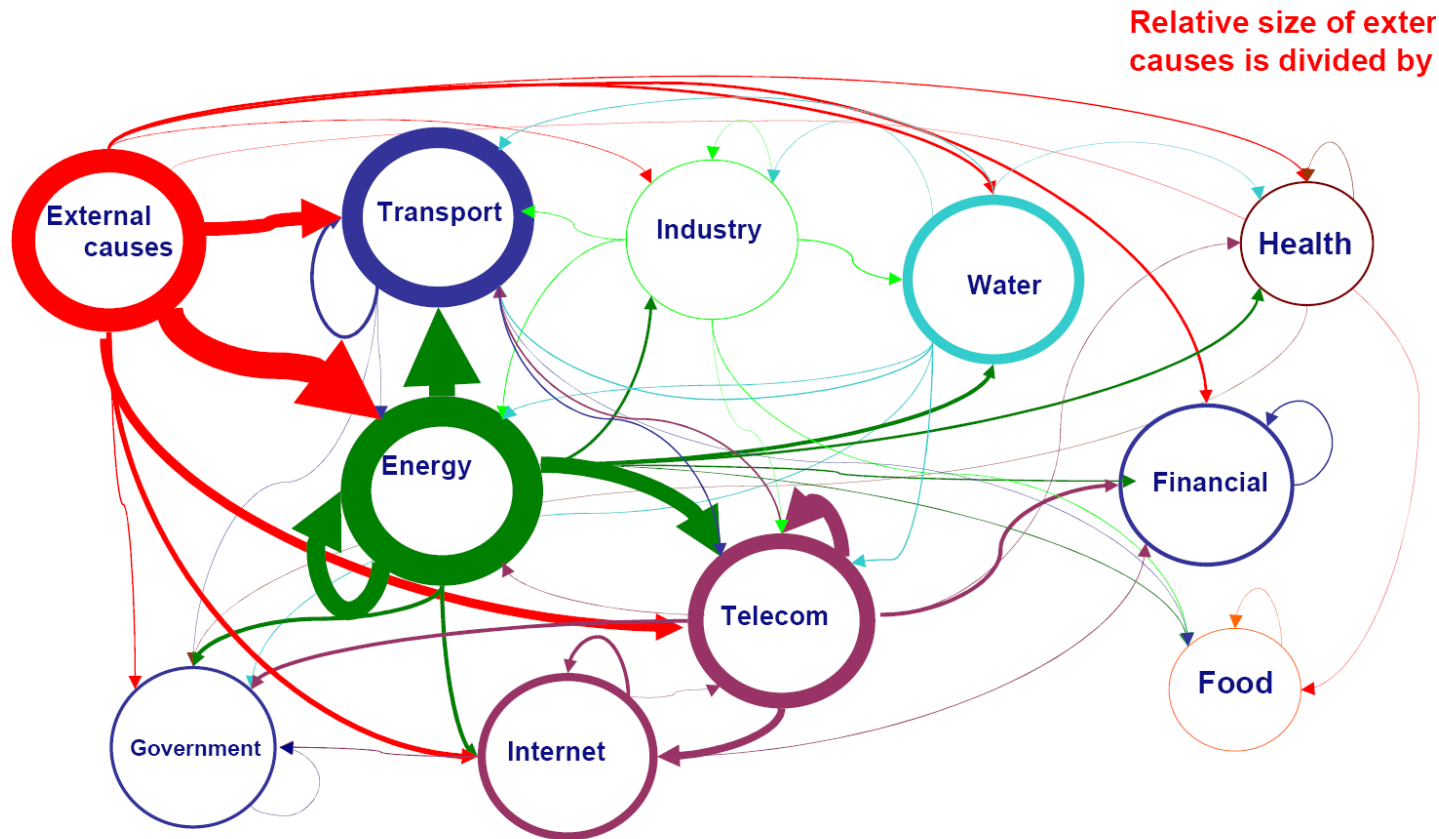 Relative size of exter
causes is divided by
External
causes
Transport
Industry
Water
Health
Energy
Financial
Telecom
Food
Government
Internet